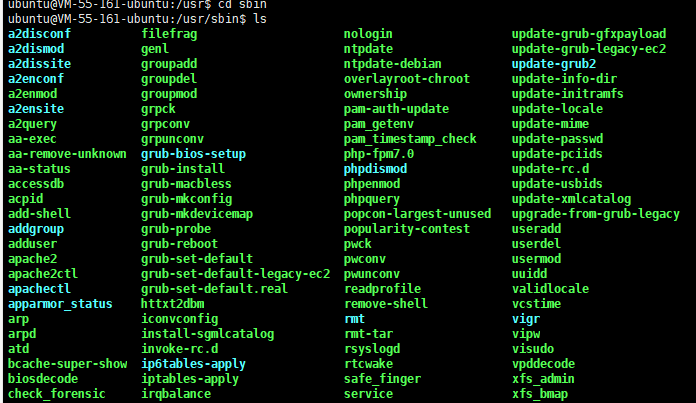 ubuntu@VM-55-161-ubuntu:/usr$ cd sbin
ubuntu@VM-55-161-ubuntu:/usr/sbin$ ls
a2disconf filefrag nologin update-grub-gfxpayload
a2dismod genl ntpdate update-grub-legacy-ec2
a2dissite groupadd ntpdate-debian update-grub2
a2enconf groupdel overlayroot-chroot update-info-dir
a2enmod groupmod ownership update-initramfs
a2ensite grpck pam-auth-update update-locale
a2query grpconv pam_getenv update-mime
aa-exec grpunconv pam_timestamp_check update-passwd
aa-remove-unknown grub-bios-setup php-fpm7.0 update-pciids
aa-status grub-install phpdismod update-rc.d
accessdb grub-macbless phpenmod update-usbids
acpid grub-mkconfig phpquery update-xmlcatalog
add-shell grub-mkdevicemap popcon-largest-unused upgrade-from-grub-legacy
addgroup grub-probe popularity-contest useradd
adduser grub-reboot pwck userdel
apache2 grub-set-default pwconv usermod
apache2ctl grub-set-default-legacy-ec2 pwunconv uuidd
apachectl grub-set-default.real readprofile validlocale
apparmor_status httxt2dbm remove-shell vcstime
arp iconvconfig rmt vigr
arpd install-sgmlcatalog rmt-tar vipw
atd invoke-rc.d rsyslogd visudo
bcache-super-show ip6tables-apply rtcwake vpddecode
biosdecode iptables-apply safe_finger xfs_admin
check_forensic irqbalance service xfs_bmap